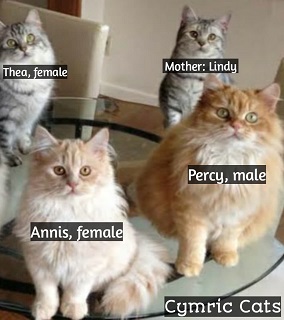 Mother: Lindy
Thea, female
Percy, male
Annis, female
Cymric Cats